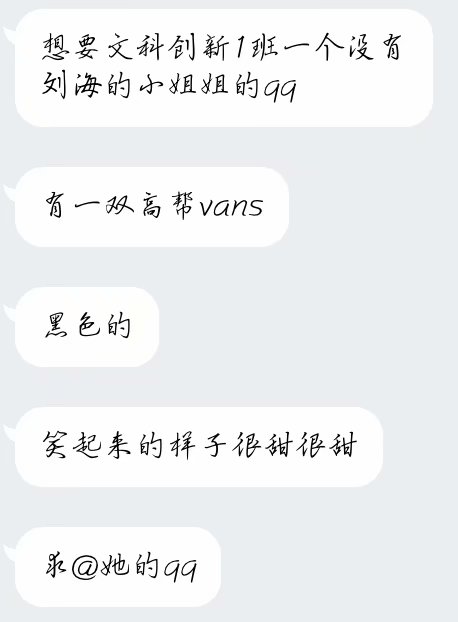 想要文科创新1班一个没有
刘海的小姐姐的qq
有一双高帮vans
黑色的
笑起来的样子很甜很甜
求@她的qq